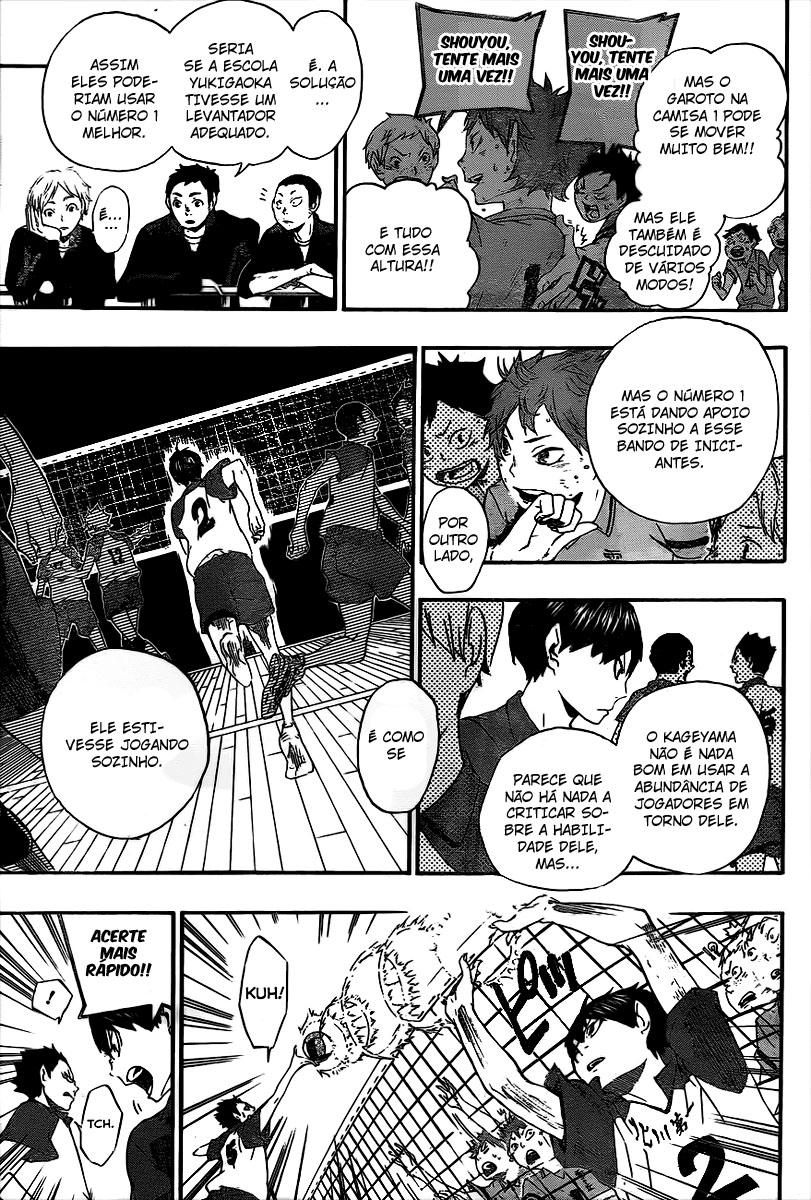 MAS O
GAROTO NA
CAMISA 1 PODE
SE MOVER
MUITO BEM!!
MAS ELE
TAMBÉM É
DESCUIDADO
DE VÁRIOS
MODOS!
SHOU-
YOU, TENTE
MAIS UMA
VEZ!!
SHOUYOU,
TENTE MAIS
UMA VEZ!!
E TUDO
COM ESSA
ALTURA!!
É. A
SOLUÇÃO
...
SERIA
SE A ESCOLA
YUKIGAOKA
TIVESSE UM
LEVANTADOR
ADEQUADO.
ASSIM
ELES PODE-
RIAM USAR
O NÚMERO 1
MELHOR.
É...
...
MAS O NÚMERO 1
ESTÁ DANDO APOIO
SOZINHO A ESSE
BANDO DE INICI-
ANTES.
POR
OUTRO
LADO,
O KAGEYAMA
NÃO É NADA
BOM EM USAR A
ABUNDÂNCIA DE
JOGADORES EM
TORNO DELE.
PARECE QUE
NÃO HÁ NADA A
CRITICAR SO-
BRE A HABILI-
DADE DELE,
MAS...
É COMO
SE
ELE ESTI-
VESSE JOGANDO
SOZINHO.
2
12
KUH!
2
ACERTE
MAIS
RÁPIDO!!
TCH.